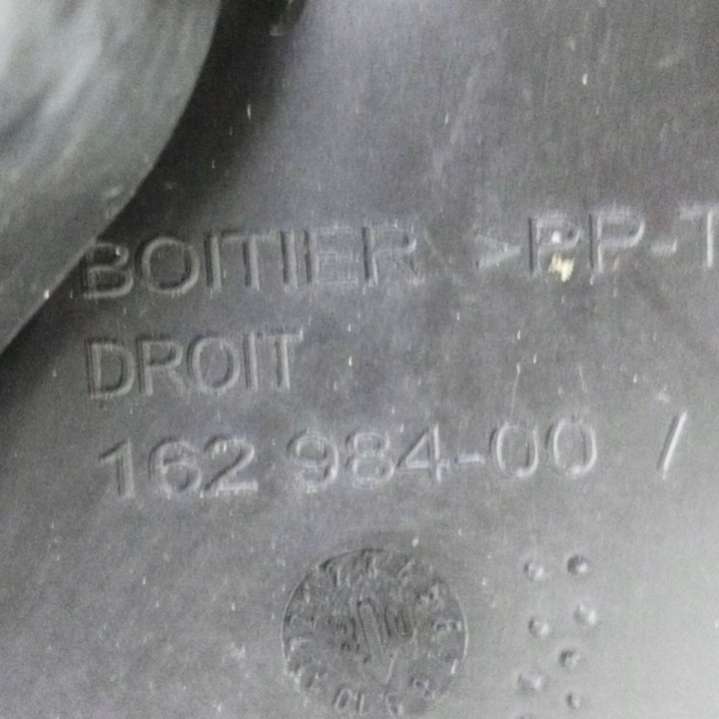 BOITIER >PP-T
DROIT
162 984-00 /